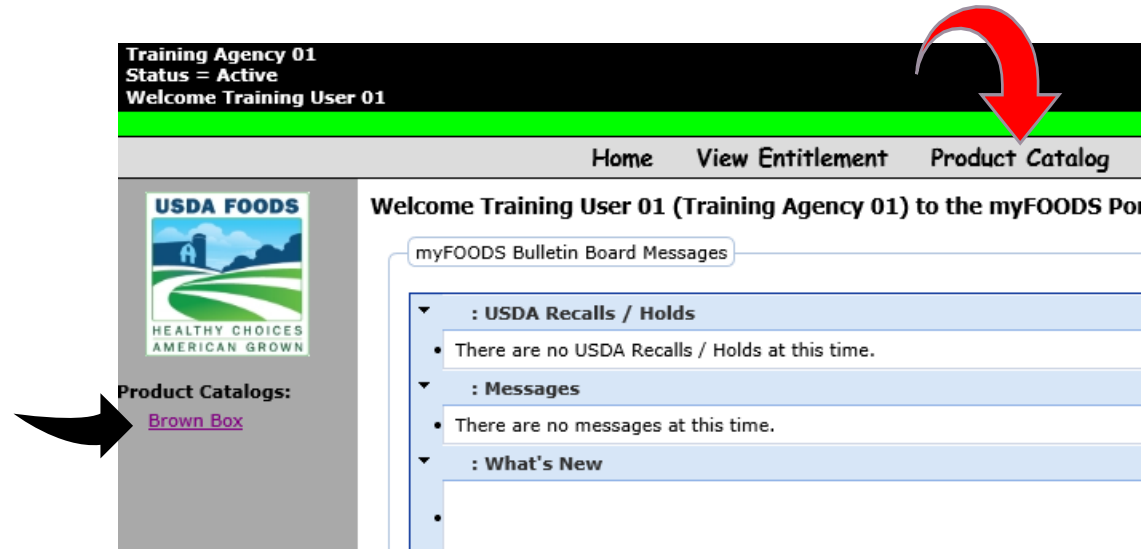 Training Agency 01
Status = Active
Welcome Training User 01
Home View Entitlement Product Catalog
USDA FOODS
HEALTHY CHOICES
AMERICAN GROWN
Product Catalogs:
Brown Box
Welcome Training User 01 (Training Agency 01) to the myFOODS
myFOODS Bulletin Board Messages
: USDA Recalls / Holds
There are no USDA Recalls / Holds at this time.
: Messages
There are no messages at this time.
: What's New